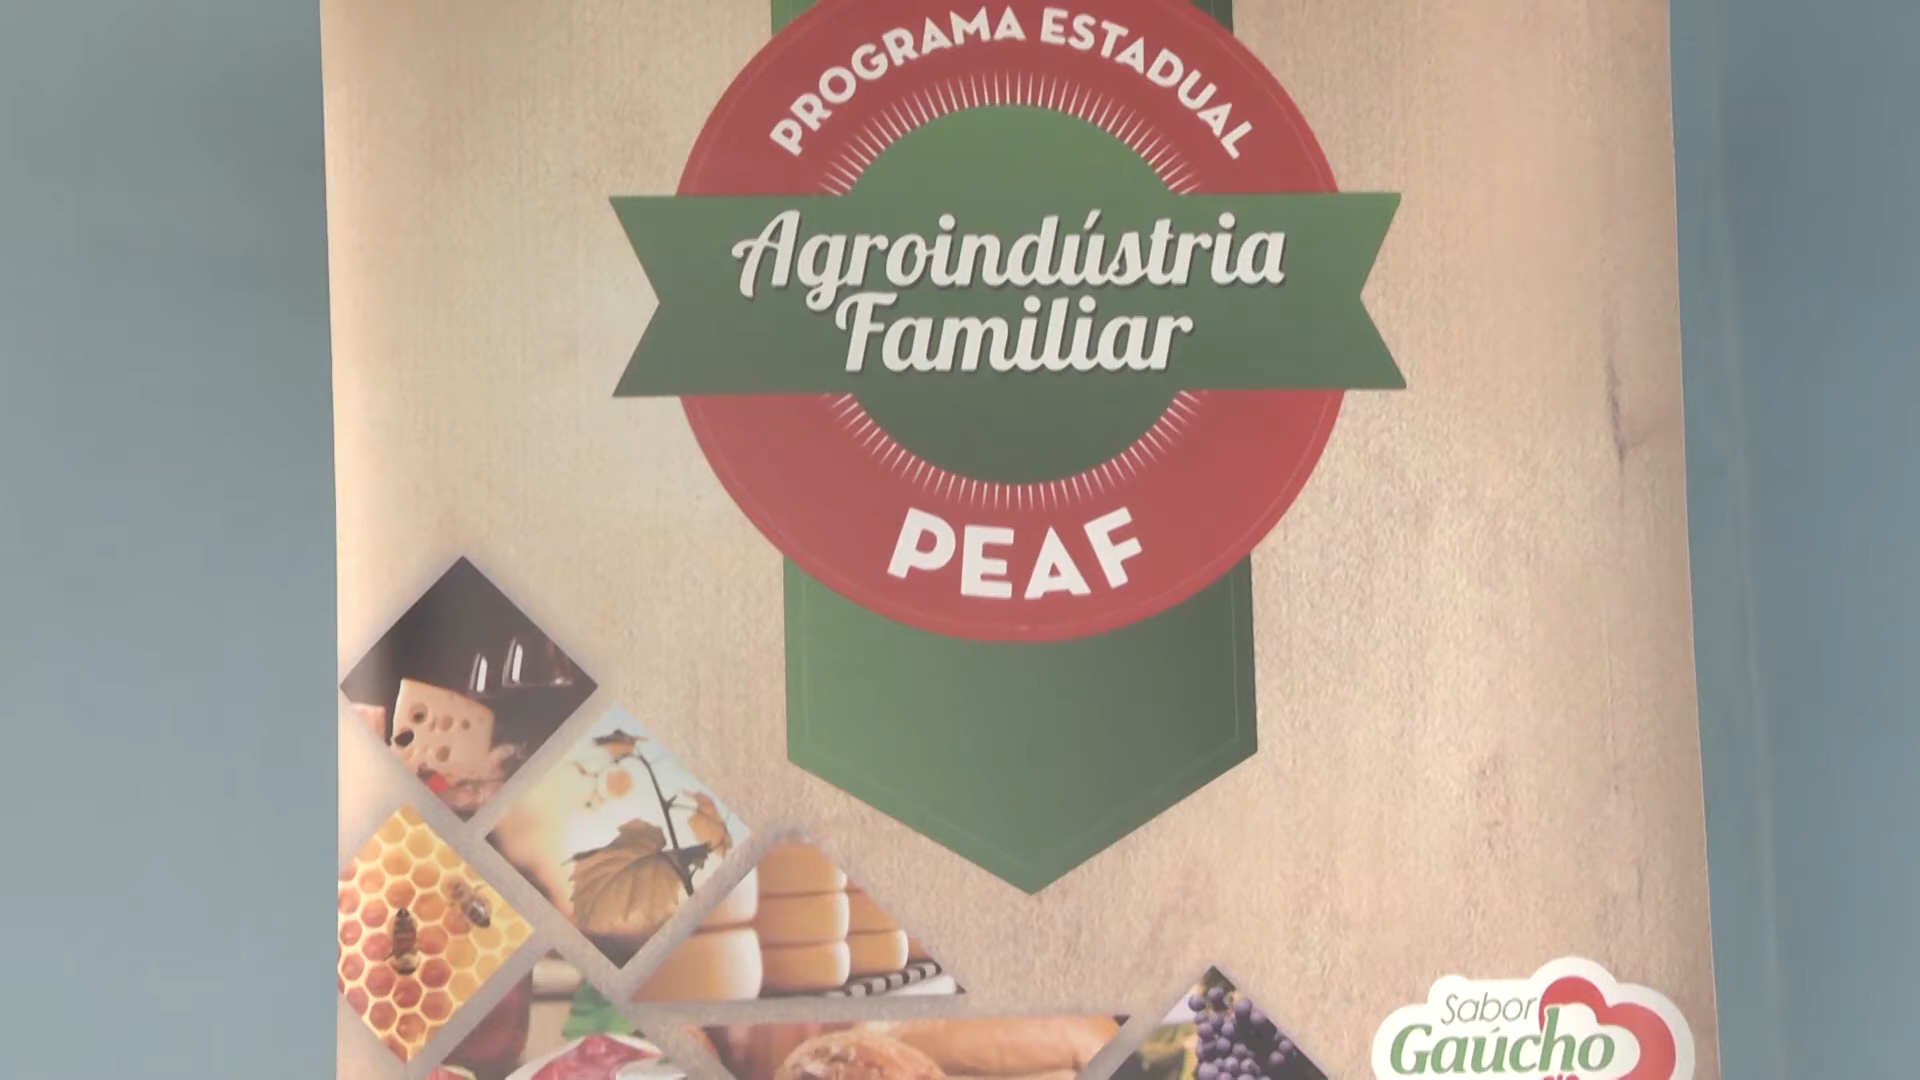 PROGRAMA ESTADUAL
Agroindústria
Familiar
PEAF
Sabor
Gaúcho